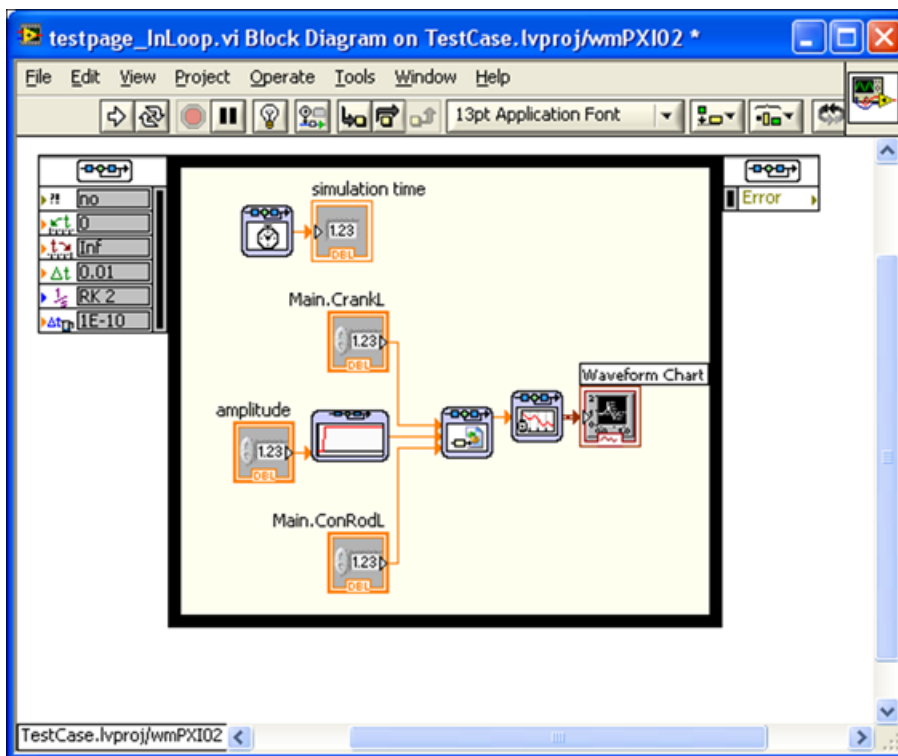 testpage_InLoop.vi Block Diagram on TestCase.lvproj/wmPXI02 *
File Edit View Project Operate Tools Window Help
13pt Application Font
?! no
0
Inf
Δt 0.01
RK 2
Δt 1E-10
Error
simulation time
1.23
DBL
Main.CrankL
1.23
DBL
Waveform Chart
amplitude
1.23
DBL
Main.ConRodL
1.23
DBL
TestCase.lvproj/wmPXI02